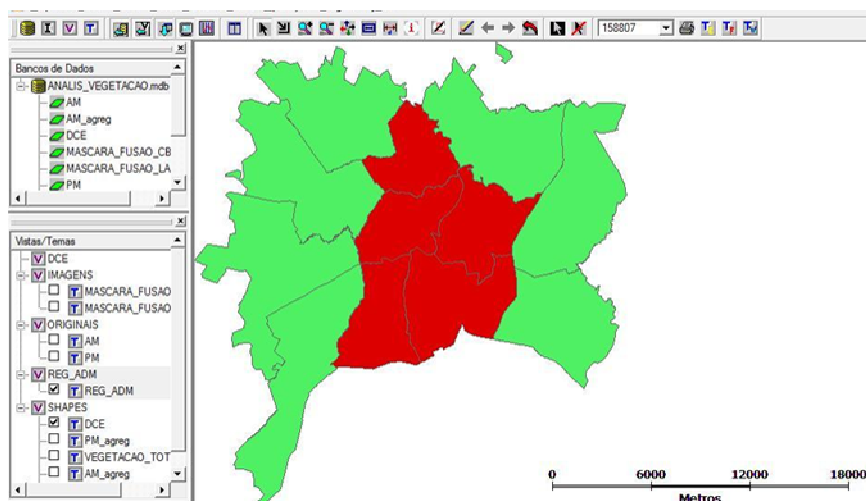 158807
Bancos de Dados
ANALIS_VEGETACAO.mdb
AM
AM_agreg
DCE
MASCARA_FUSAO_CB
MASCARA_FUSAO_LA
PM
Vistas/Temas
DCE
IMAGENS
MASCARA_FUSAO
MASCARA_FUSAO
ORIGINAIS
AM
PM
REG_ADM
REG_ADM
SHAPES
DCE
PM_agreg
VEGETACAO_TOT
AM_agreg
0 6000 12000 18000
Metros